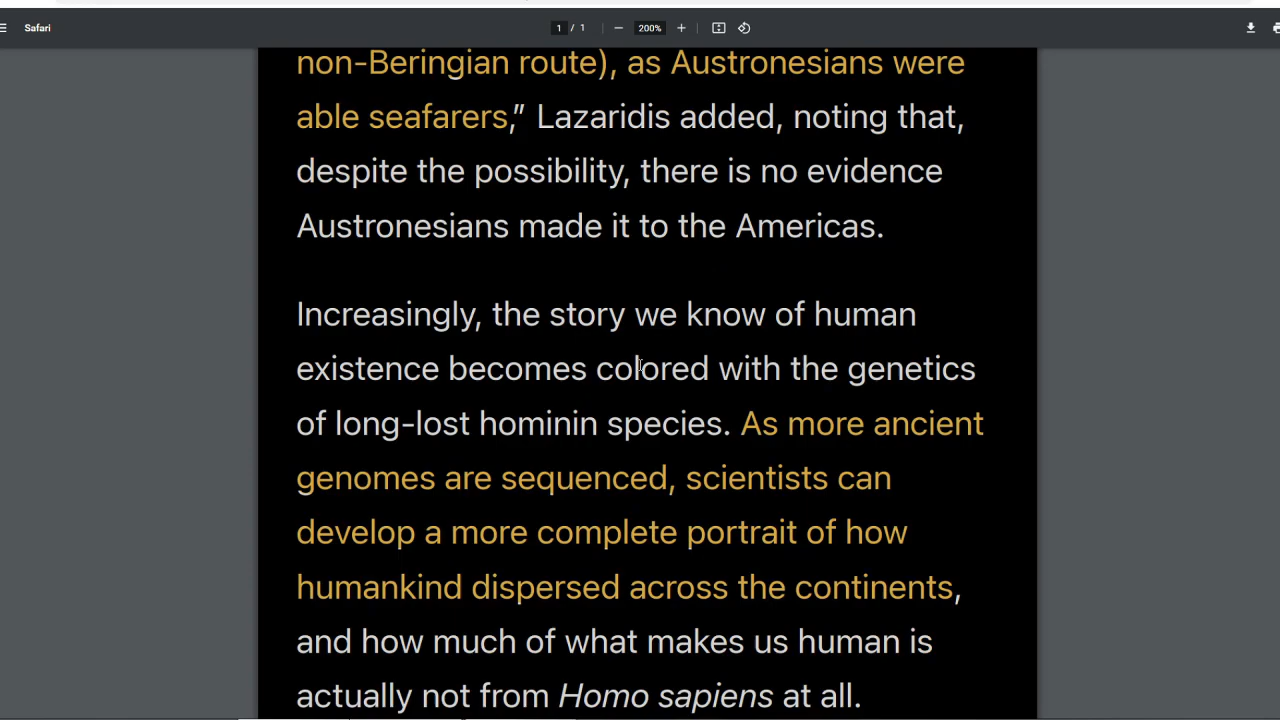 Safari
1 / 1
200%
non-Beringian route), as Austronesians were
able seafarers,” Lazaridis added, noting that,
despite the possibility, there is no evidence
Austronesians made it to the Americas.
Increasingly, the story we know of human
existence becomes colored with the genetics
of long-lost hominin species. As more ancient
genomes are sequenced, scientists can
develop a more complete portrait of how
humankind dispersed across the continents,
and how much of what makes us human is
actually not from Homo sapiens at all.